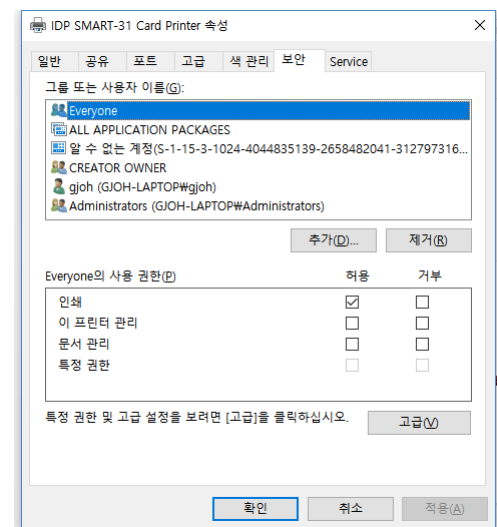 IDP SMART-31 Card Printer 속성
일반 공유 포트 고급 색 관리 보안 Service
그룹 또는 사용자 이름(G):
Everyone
ALL APPLICATION PACKAGES
알 수 없는 계정(S-1-15-3-1024-4044835139-2658482041-312797316...
CREATOR OWNER
gjoh (GJOH-LAPTOP₩gjoh)
Administrators (GJOH-LAPTOP₩Administrators)
추가(D)... 제거(R)
Everyone의 사용 권한(P) 허용 거부
인쇄
이 프린터 관리
문서 관리
특정 권한
특정 권한 및 고급 설정을 보려면 [고급]을 클릭하십시오. 고급(V)
확인 취소 적용(A)